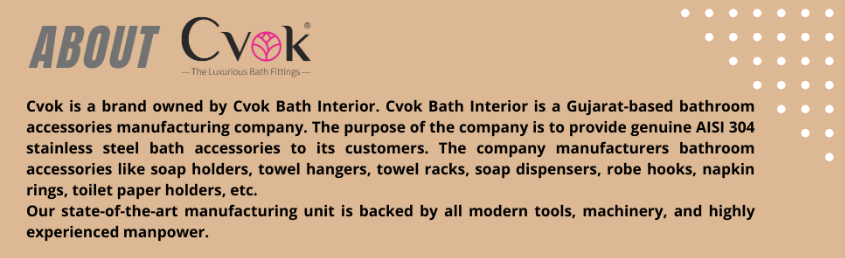 ABOUT Cvok®
— The Luxurious Bath Fittings —
Cvok is a brand owned by Cvok Bath Interior. Cvok Bath Interior is a Gujarat-based bathroom
accessories manufacturing company. The purpose of the company is to provide genuine AISI 304
stainless steel bath accessories to its customers. The company manufacturers bathroom
accessories like soap holders, towel hangers, towel racks, soap dispensers, robe hooks, napkin
rings, toilet paper holders, etc.
Our state-of-the-art manufacturing unit is backed by all modern tools, machinery, and highly
experienced manpower.